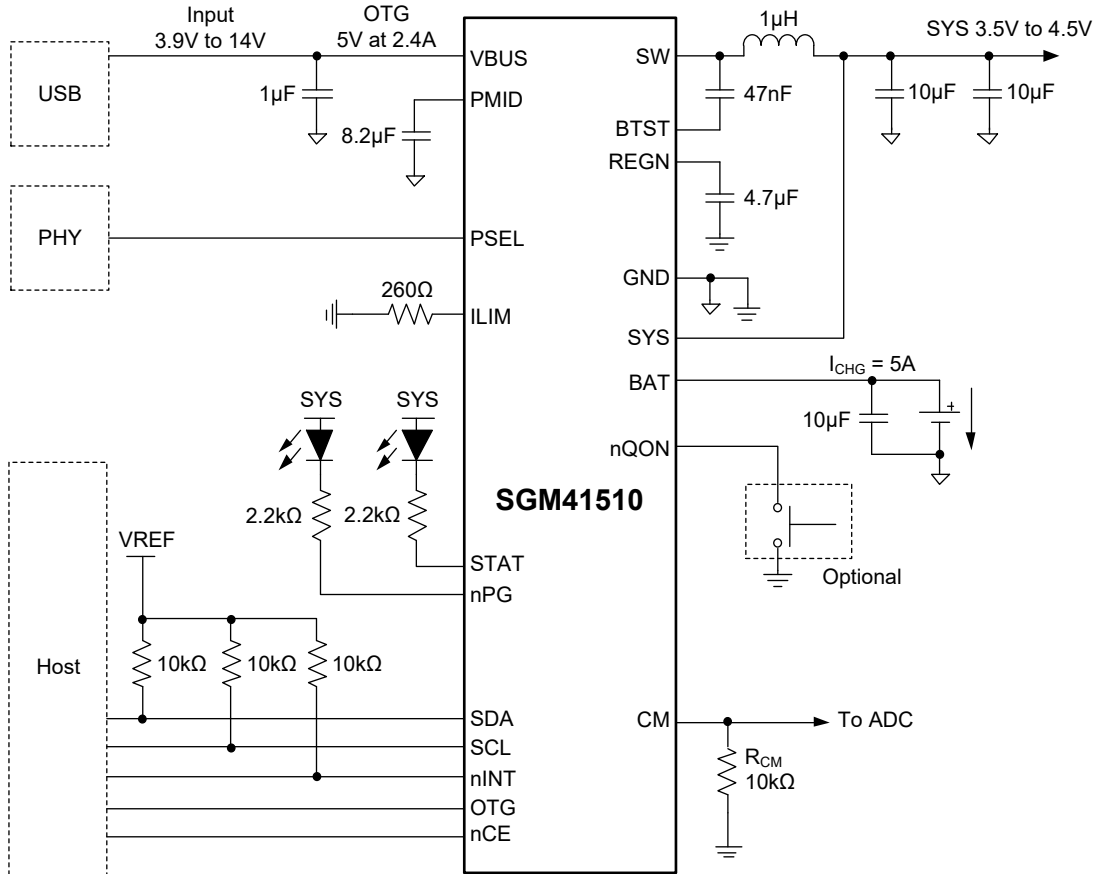 Input
3.9V to 14V
OTG
5V at 2.4A
USB
1µF
8.2µF
PHY
260Ω
SYS
SYS
2.2kΩ
2.2kΩ
VREF
Host
10kΩ
10kΩ
10kΩ
VBUS
PMID
PSEL
ILIM
STAT
nPG
SDA
SCL
nINT
OTG
nCE
SGM41510
SW
BTST
REGN
GND
SYS
BAT
nQON
CM
1µH
SYS 3.5V to 4.5V
47nF
10µF
10µF
4.7µF
ICHG = 5A
10µF
+
Optional
To ADC
RCM
10kΩ